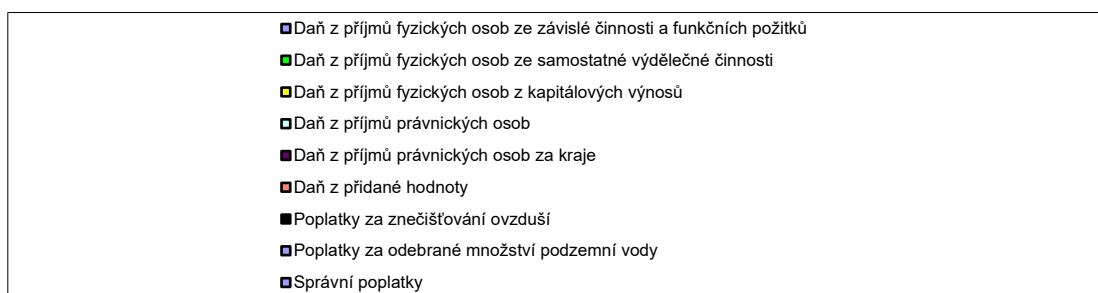 Daň z příjmů fyzických osob ze závislé činnosti a funkčních požitků
Daň z příjmů fyzických osob ze samostatné výdělečné činnosti
Daň z příjmů fyzických osob z kapitálových výnosů
Daň z příjmů právnických osob
Daň z příjmů právnických osob za kraje
Daň z přidané hodnoty
Poplatky za znečišťování ovzduší
Poplatky za odebrané množství podzemní vody
Správní poplatky